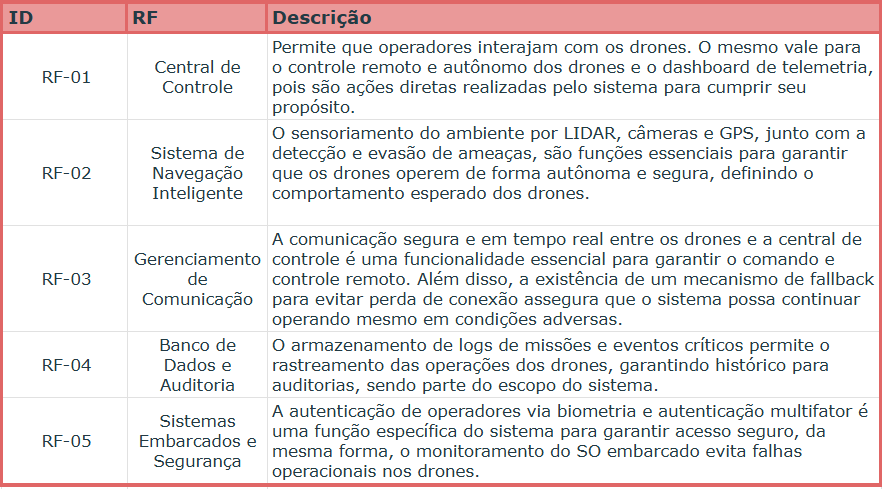 ID RF Descrição
RF-01
Central de
Controle
Permite que operadores interajam com os drones. O mesmo vale para
o controle remoto e autônomo dos drones e o dashboard de telemetria,
pois são ações diretas realizadas pelo sistema para cumprir seu
propósito.
RF-02
Sistema de
Navegação
Inteligente
O sensoriamento do ambiente por LIDAR, câmeras e GPS, junto com a
detecção e evasão de ameaças, são funções essenciais para garantir
que os drones operem de forma autônoma e segura, definindo o
comportamento esperado dos drones.
RF-03
Gerenciamento
de
Comunicação
A comunicação segura e em tempo real entre os drones e a central de
controle é uma funcionalidade essencial para garantir o comando e
controle remoto. Além disso, a existência de um mecanismo de fallback
para evitar perda de conexão assegura que o sistema possa continuar
operando mesmo em condições adversas.
RF-04
Banco de
Dados e
Auditoria
O armazenamento de logs de missões e eventos críticos permite o
rastreamento das operações dos drones, garantindo histórico para
auditorias, sendo parte do escopo do sistema.
RF-05
Sistemas
Embarcados e
Segurança
A autenticação de operadores via biometria e autenticação multifator é
uma função específica do sistema para garantir acesso seguro, da
mesma forma, o monitoramento do SO embarcado evita falhas
operacionais nos drones.